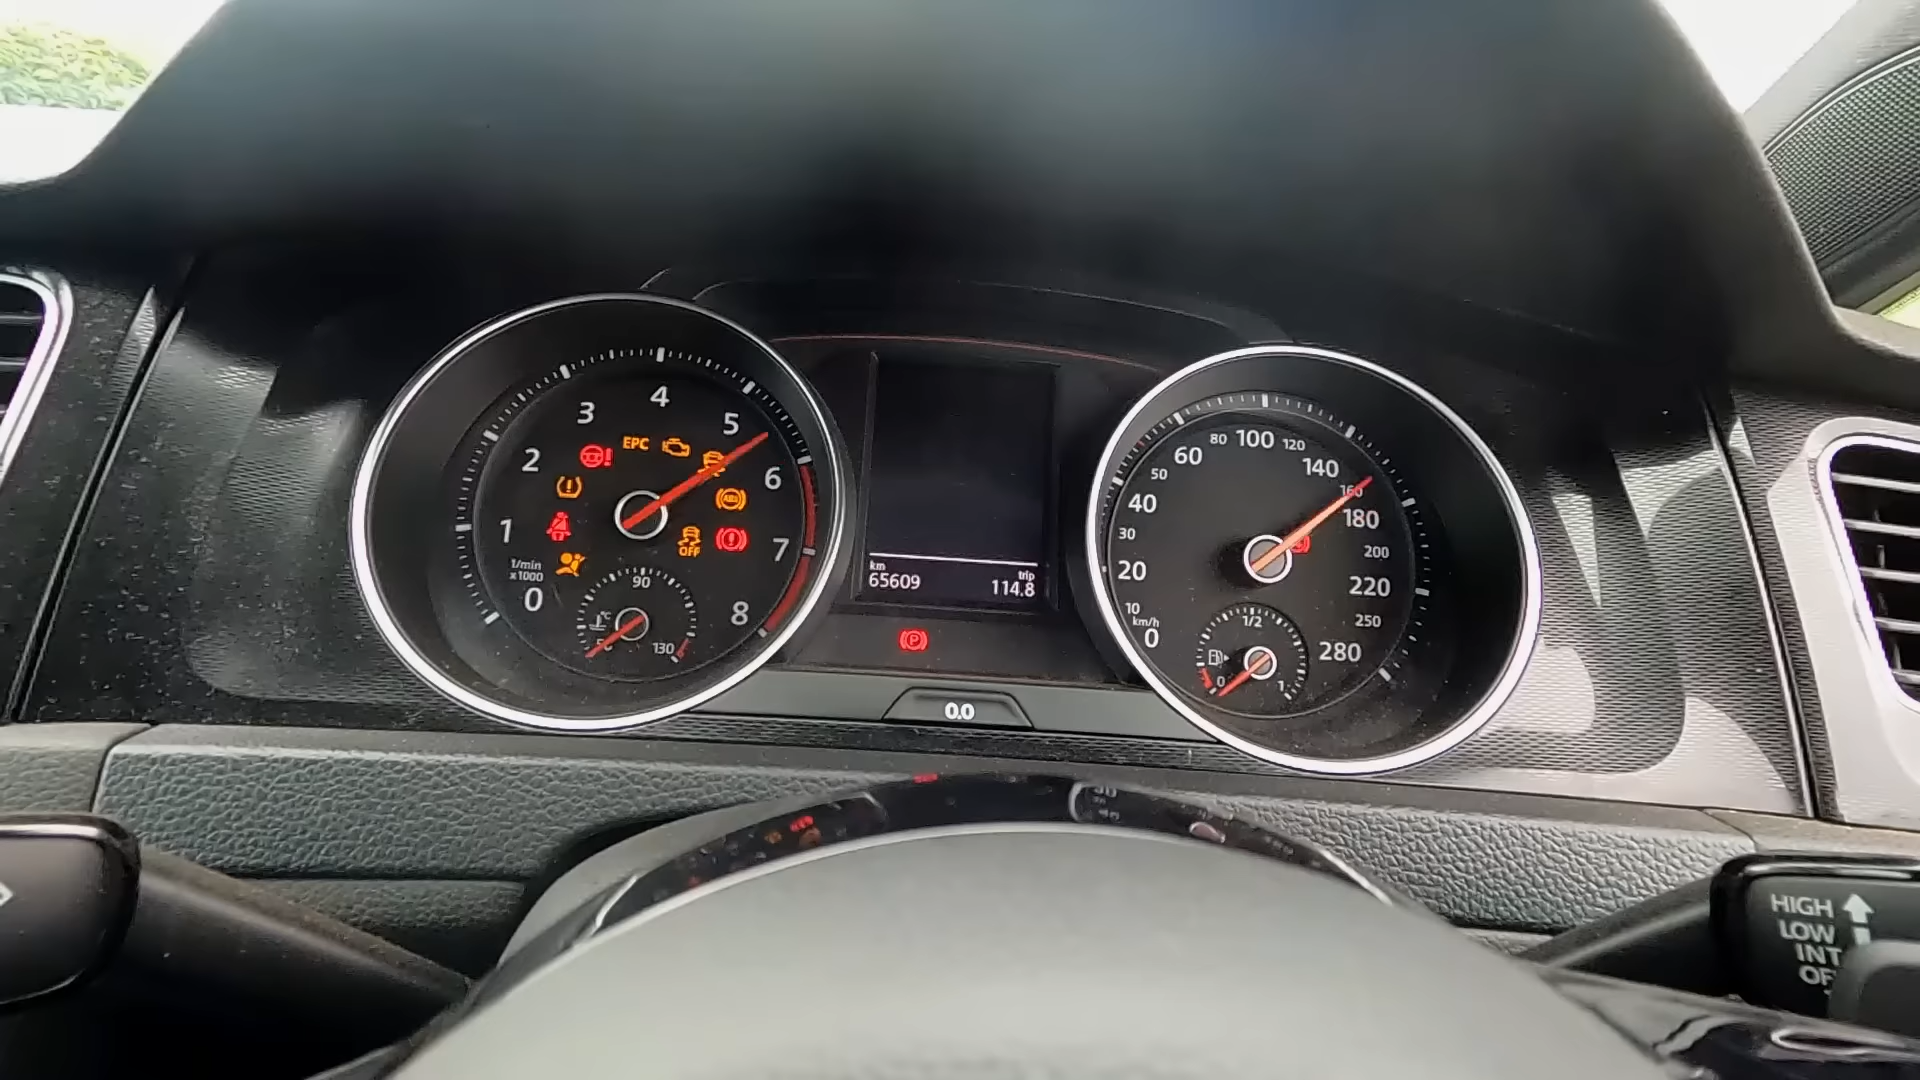 4
3
5
2
EPC
6
ABS
1
OFF
7
1/min
x1000
0
90
8
°C
130
km
65609
trip
114.8
P
0.0
80
100
120
60
140
50
160
40
180
30
200
20
220
10
km/h
0
250
280
1/2
0
1
HIGH
LOW
INT